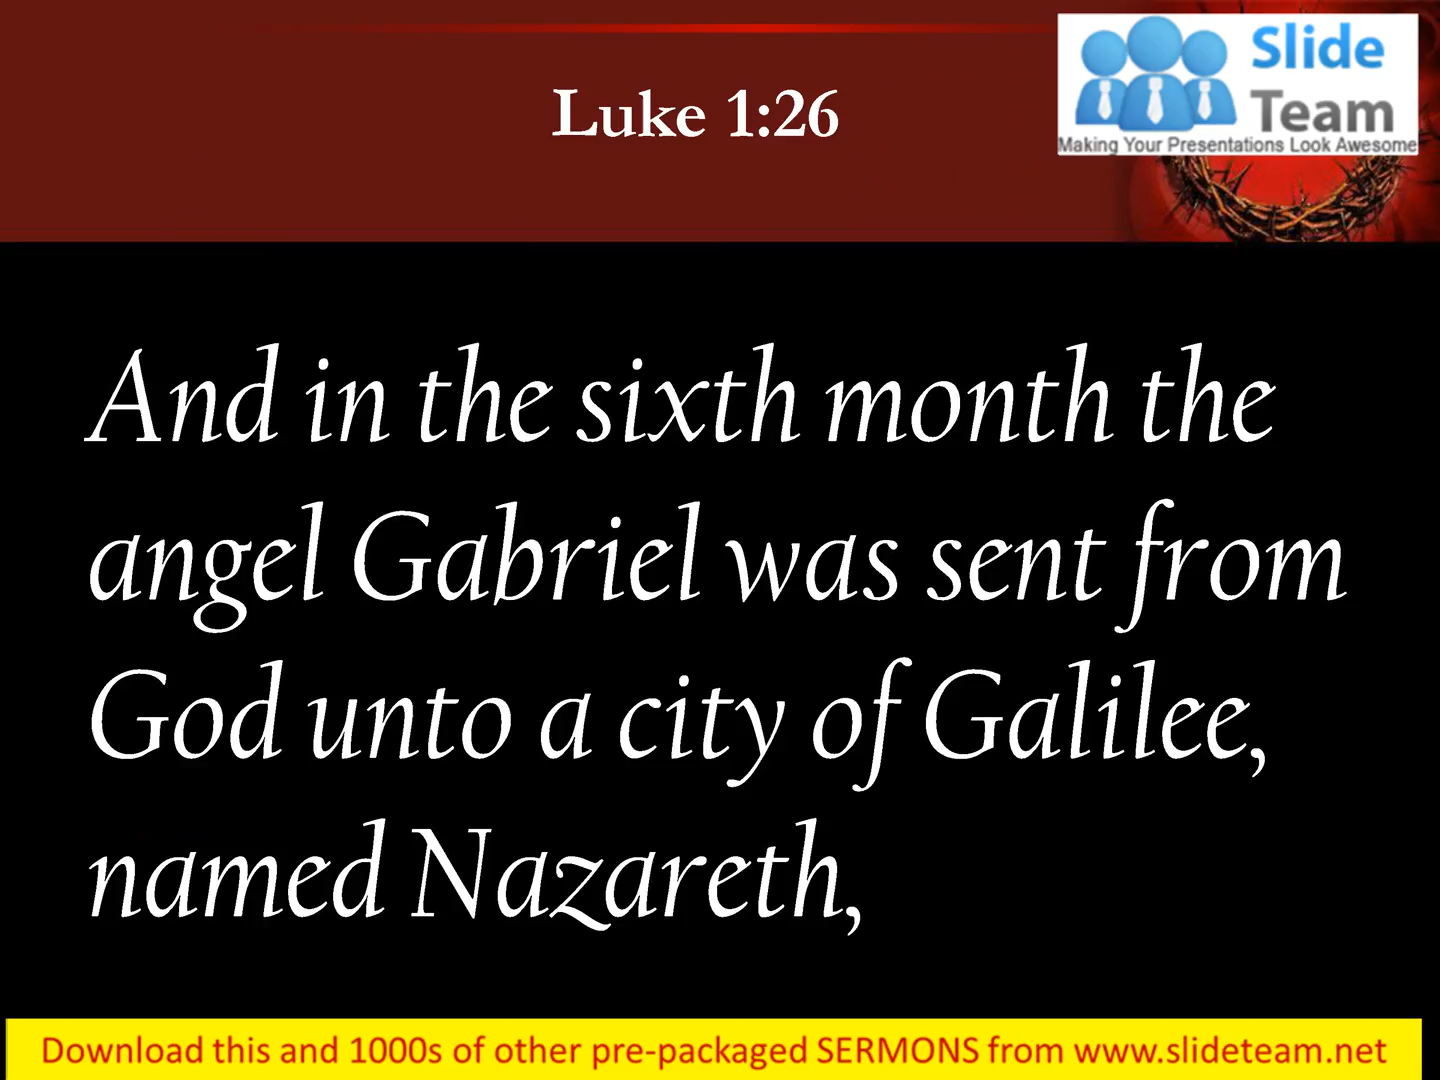 Luke 1:26
Slide
Team
Making Your Presentations Look Awesome
And in the sixth month the
angel Gabriel was sent from
God unto a city of Galilee,
named Nazareth,
Download this and 1000s of other pre-packaged SERMONS from www.slideteam.net